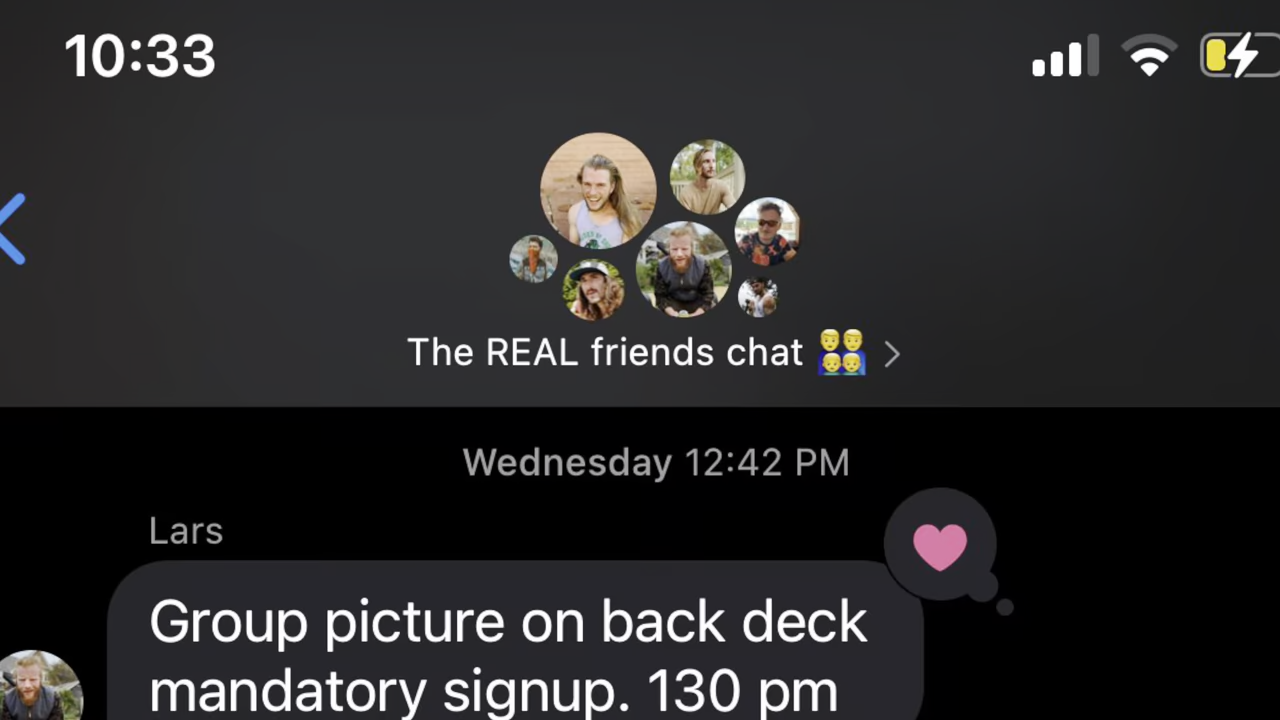 10:33
The REAL friends chat 👨‍👨‍👦‍👦
Wednesday 12:42 PM
Lars
Group picture on back deck
mandatory signup. 130 pm